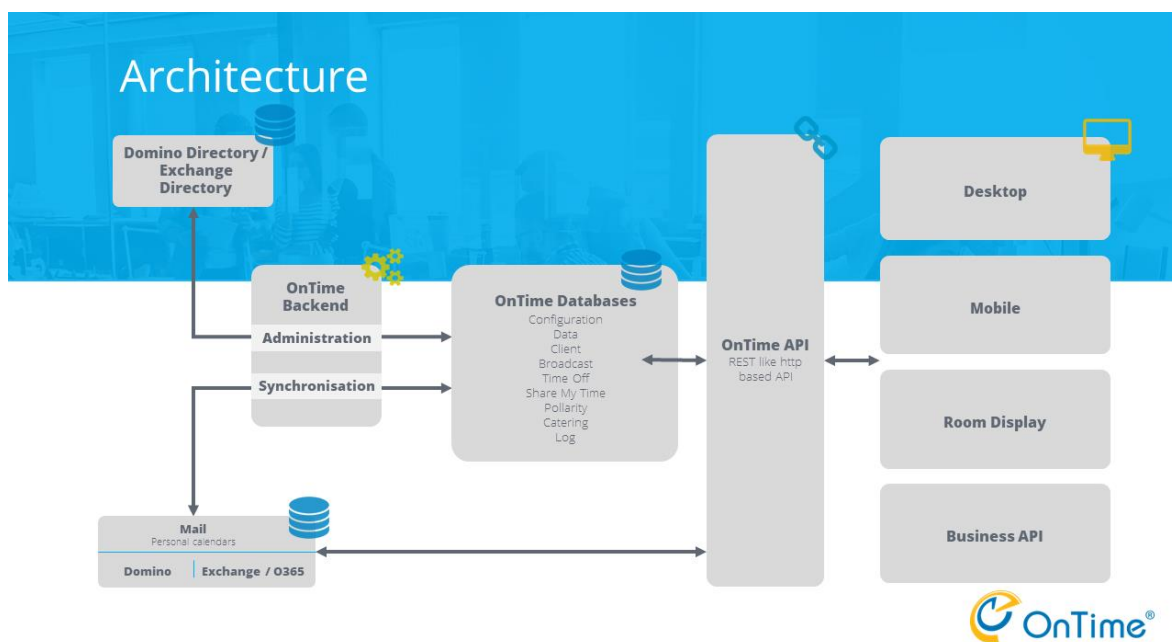 Architecture
Domino Directory /
Exchange
Directory
OnTime
Backend
Administration
Synchronisation
OnTime Databases
Configuration
Data
Client
Broadcast
Time Off
Share My Time
Pollarity
Catering
Log
OnTime API
REST like http
based API
Desktop
Mobile
Room Display
Business API
Mail
Personal calendars
Domino
Exchange / O365
OnTime®